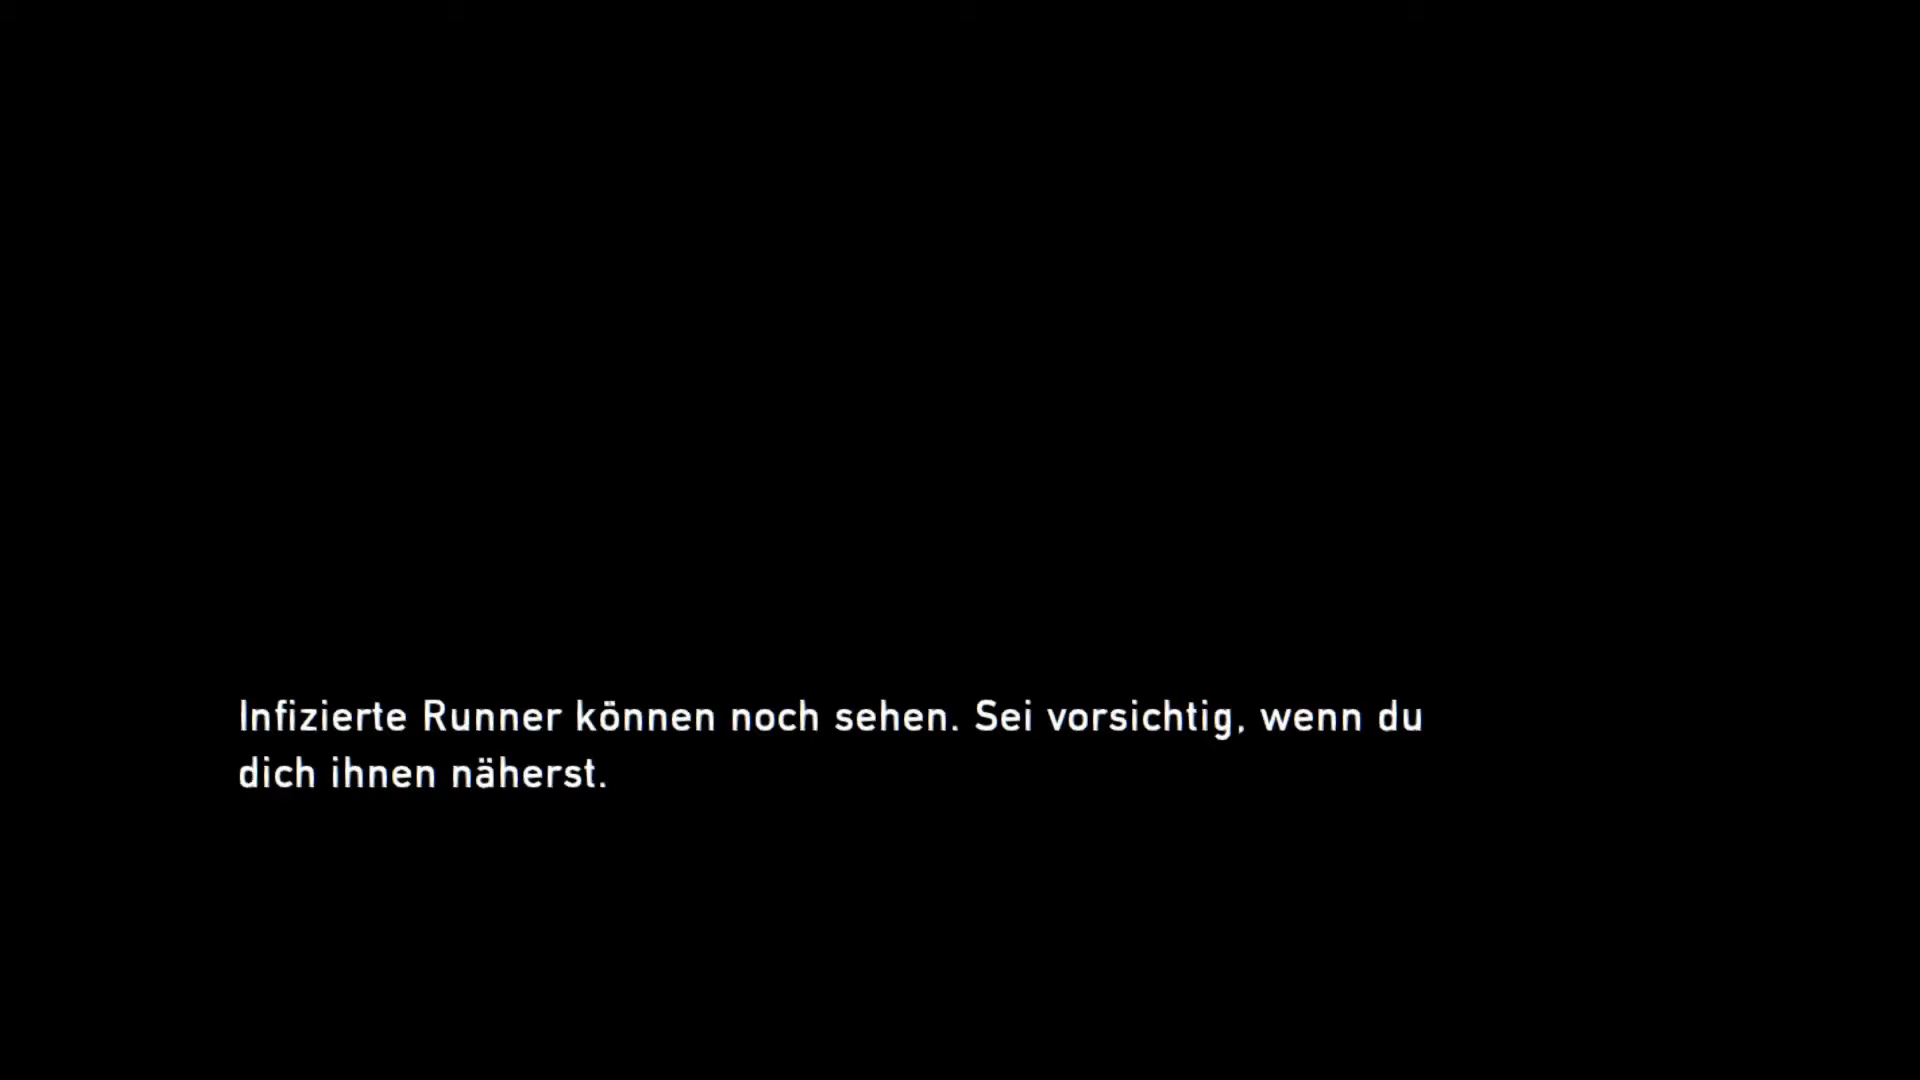 Infizierte Runner können noch sehen. Sei vorsichtig, wenn du
dich ihnen näherst.